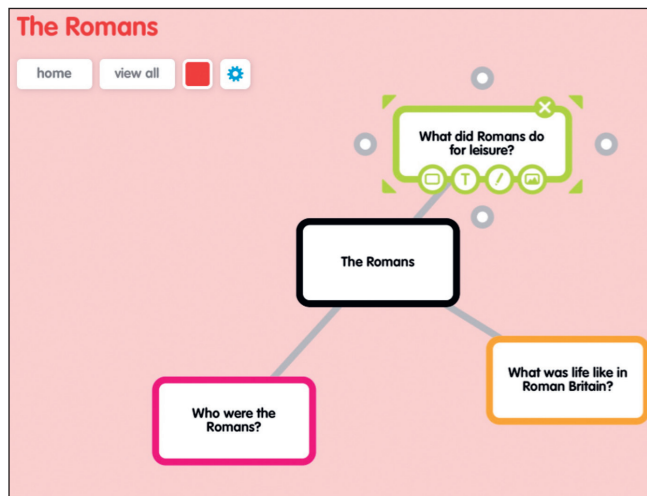 The Romans
home
view all
What did Romans do
for leisure?
T
The Romans
What was life like in
Roman Britain?
Who were the
Romans?